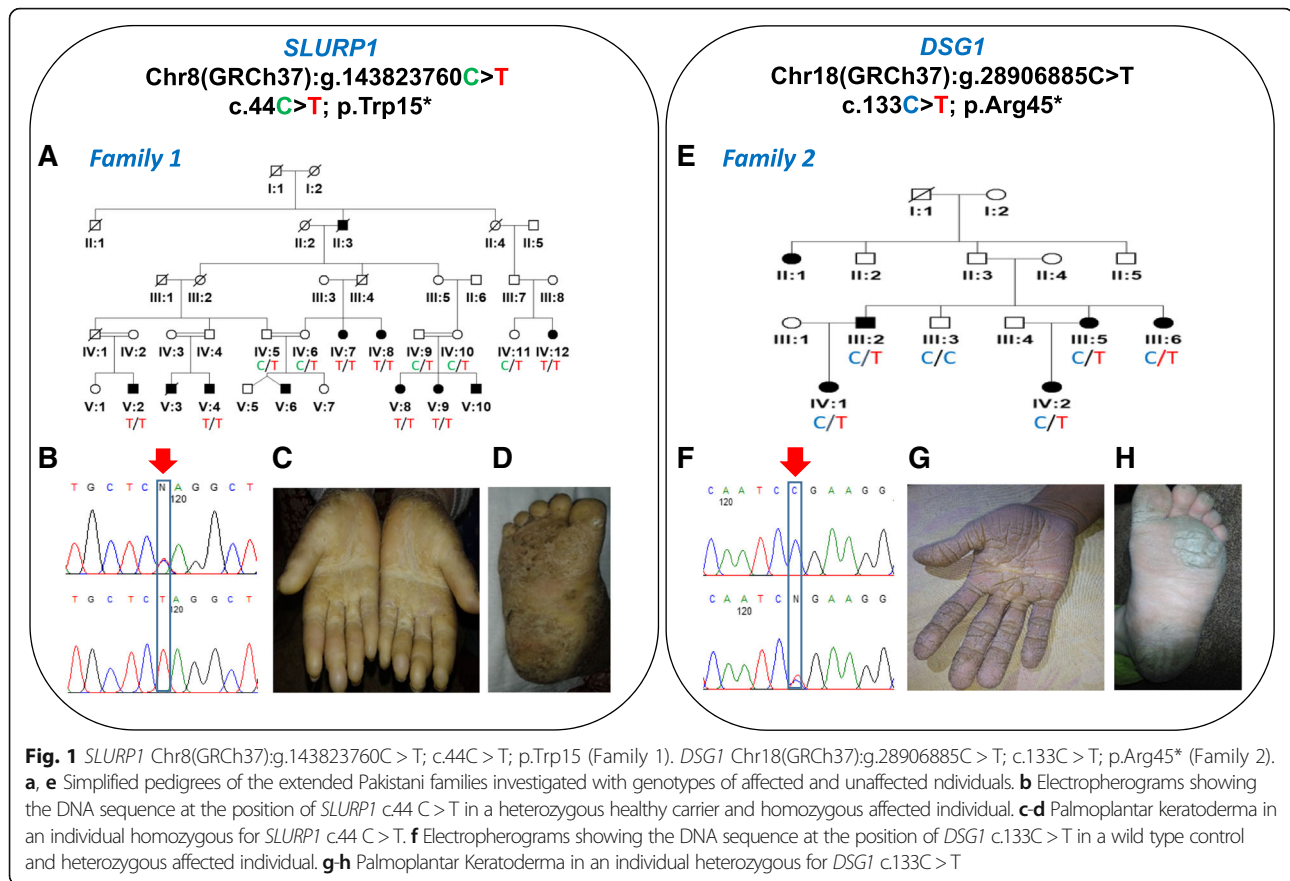 SLURP1
Chr8(GRCh37):g.143823760C>T
c.44C>T; p.Trp15*
A Family 1
I:1 I:2
II:1 II:2 II:3 II:4 II:5
III:1 III:2 III:3 III:4 III:5 II:6 III:7 III:8
IV:1 IV:2 IV:3 IV:4 IV:5 IV:6 IV:7 IV:8 IV:9 IV:10 IV:11 IV:12
C/T C/T T/T T/T C/T C/T C/T T/T
V:1 V:2 V:3 V:4 V:5 V:6 V:7 V:8 V:9 V:10
T/T T/T T/T T/T
B
T G C T C N A G G C T
120
T G C T C T A G G C T
120
C
D
DSG1
Chr18(GRCh37):g.28906885C>T
c.133C>T; p.Arg45*
E Family 2
I:1 I:2
II:1 II:2 II:3 II:4 II:5
III:1 III:2 III:3 III:4 III:5 III:6
C/T C/C C/T C/T
IV:1 IV:2
C/T C/T
F
C A A T C C G A A G G
120
C A A T C N G A A G G
120
G
H
Fig. 1 SLURP1 Chr8(GRCh37):g.143823760C > T; c.44C > T; p.Trp15 (Family 1). DSG1 Chr18(GRCh37):g.28906885C > T; c.133C > T; p.Arg45* (Family 2).
a, e Simplified pedigrees of the extended Pakistani families investigated with genotypes of affected and unaffected ndividuals. b Electropherograms showing
the DNA sequence at the position of SLURP1 c.44 C > T in a heterozygous healthy carrier and homozygous affected individual. c-d Palmoplantar keratoderma in
an individual homozygous for SLURP1 c.44 C > T. f Electropherograms showing the DNA sequence at the position of DSG1 c.133C > T in a wild type control
and heterozygous affected individual. g-h Palmoplantar Keratoderma in an individual heterozygous for DSG1 c.133C > T